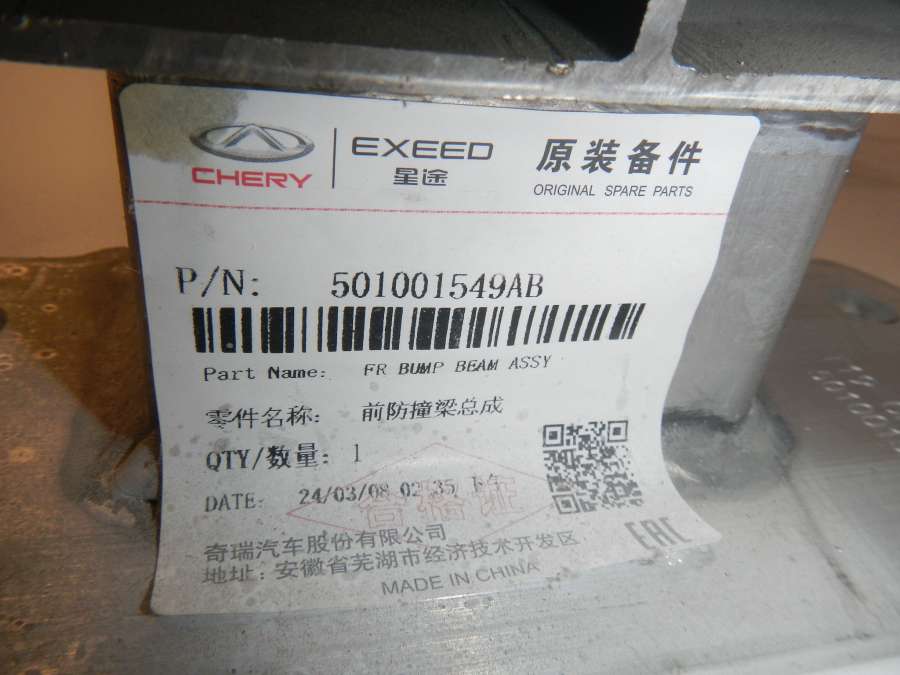 CHERY
EXEED
星途
原装备件
ORIGINAL SPARE PARTS
P/N: 501001549AB
Part Name: FR BUMP BEAM ASSY
零件名称: 前防撞梁总成
QTY/数量: 1
DATE: 24/03/08 02:35 下午
合格证
奇瑞汽车股份有限公司
地址: 安徽省芜湖市经济技术开发区
MADE IN CHINA
EAC